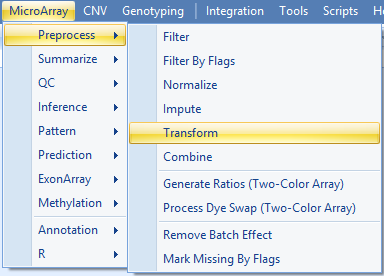 MicroArray CNV Genotyping Integration Tools Scripts
Preprocess
Summarize
QC
Inference
Pattern
Prediction
ExonArray
Methylation
Annotation
R
Filter
Filter By Flags
Normalize
Impute
Transform
Combine
Generate Ratios (Two-Color Array)
Process Dye Swap (Two-Color Array)
Remove Batch Effect
Mark Missing By Flags